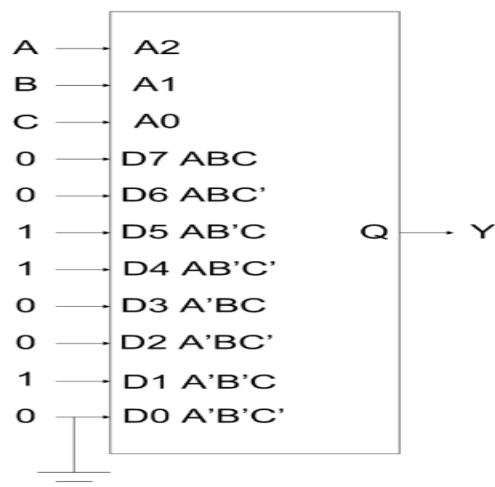 A A2
B A1
C A0
0 D7 ABC
0 D6 ABC'
1 D5 AB'C Q Y
1 D4 AB'C'
0 D3 A'BC
0 D2 A'BC'
1 D1 A'B'C
0 D0 A'B'C'